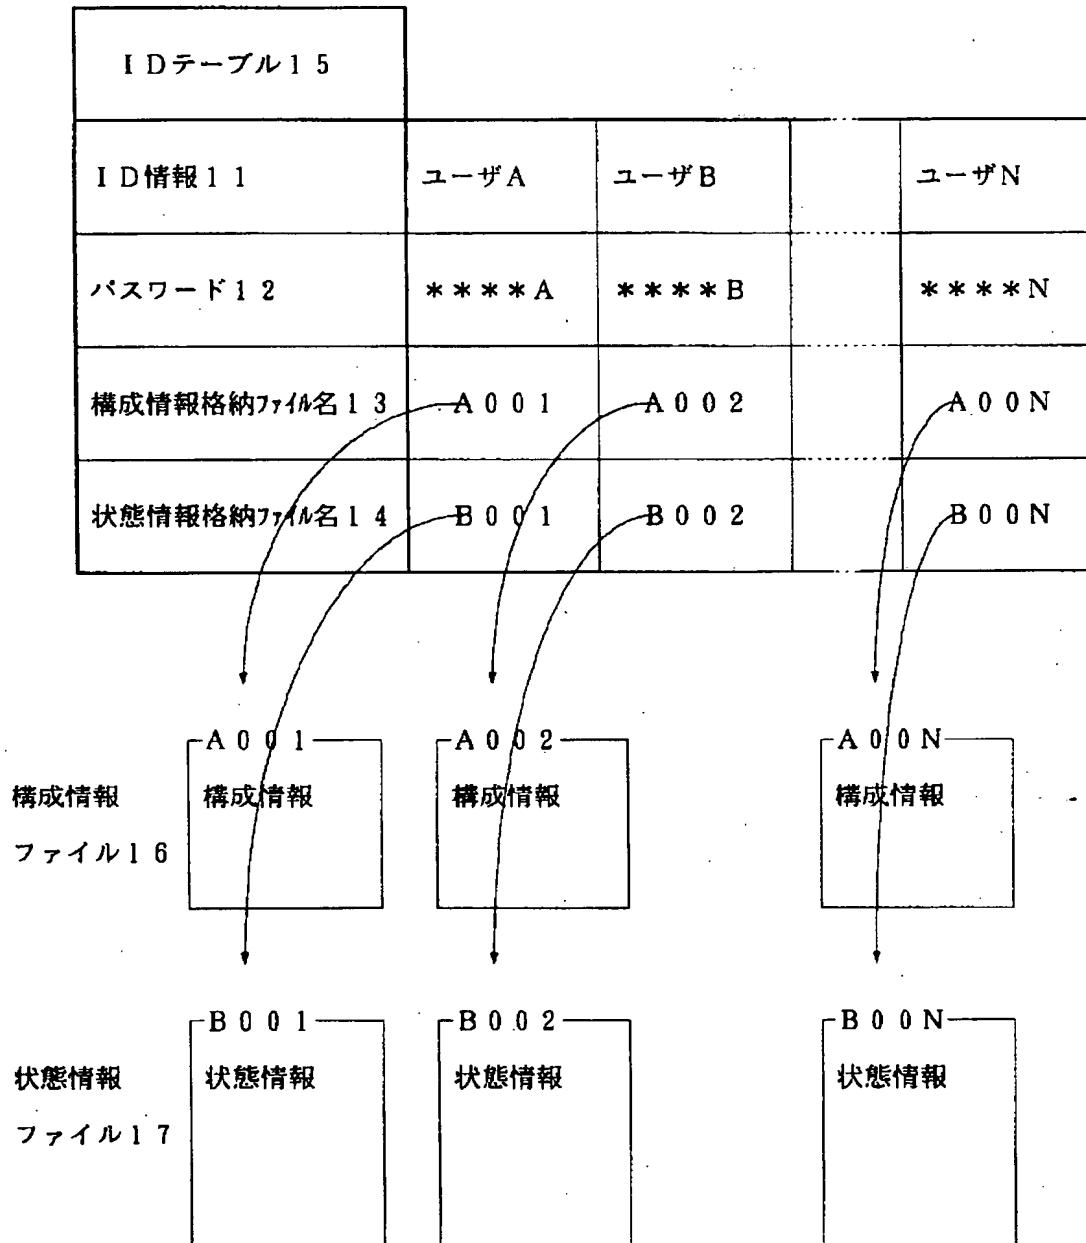 IDテーブル15
ID情報11 ユーザA ユーザB ユーザN
パスワード12 ****A ****B ****N
構成情報格納ファイル名13 A001 A002 A00N
状態情報格納ファイル名14 B001 B002 B00N
A001 A002 A00N
構成情報 構成情報 構成情報 構成情報
ファイル16
B001 B002 B00N
状態情報 状態情報 状態情報 状態情報
ファイル17